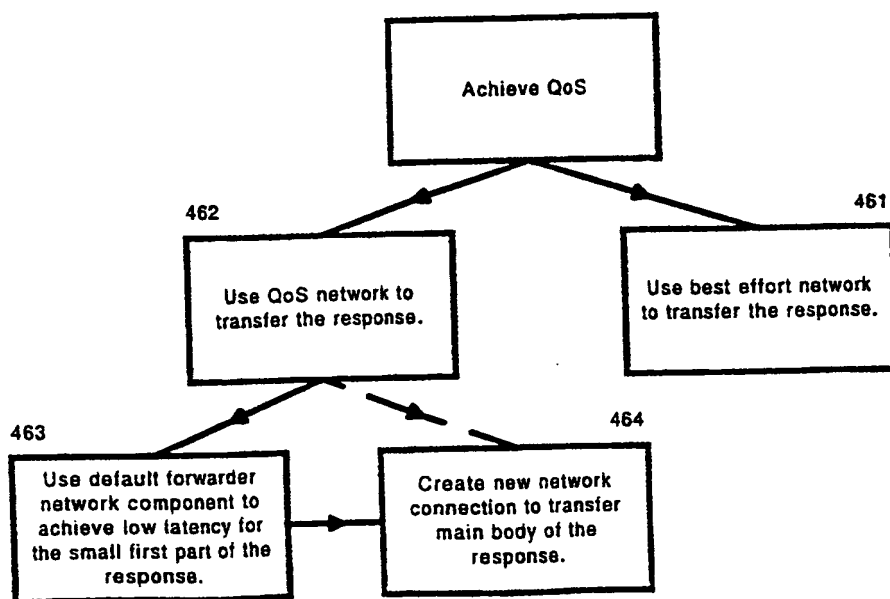 Achieve QoS
462
461
Use QoS network to
transfer the response.
Use best effort network
to transfer the response.
463
464
Use default forwarder
network component to
achieve low latency for
the small first part of the
response.
Create new network
connection to transfer
main body of the
response.